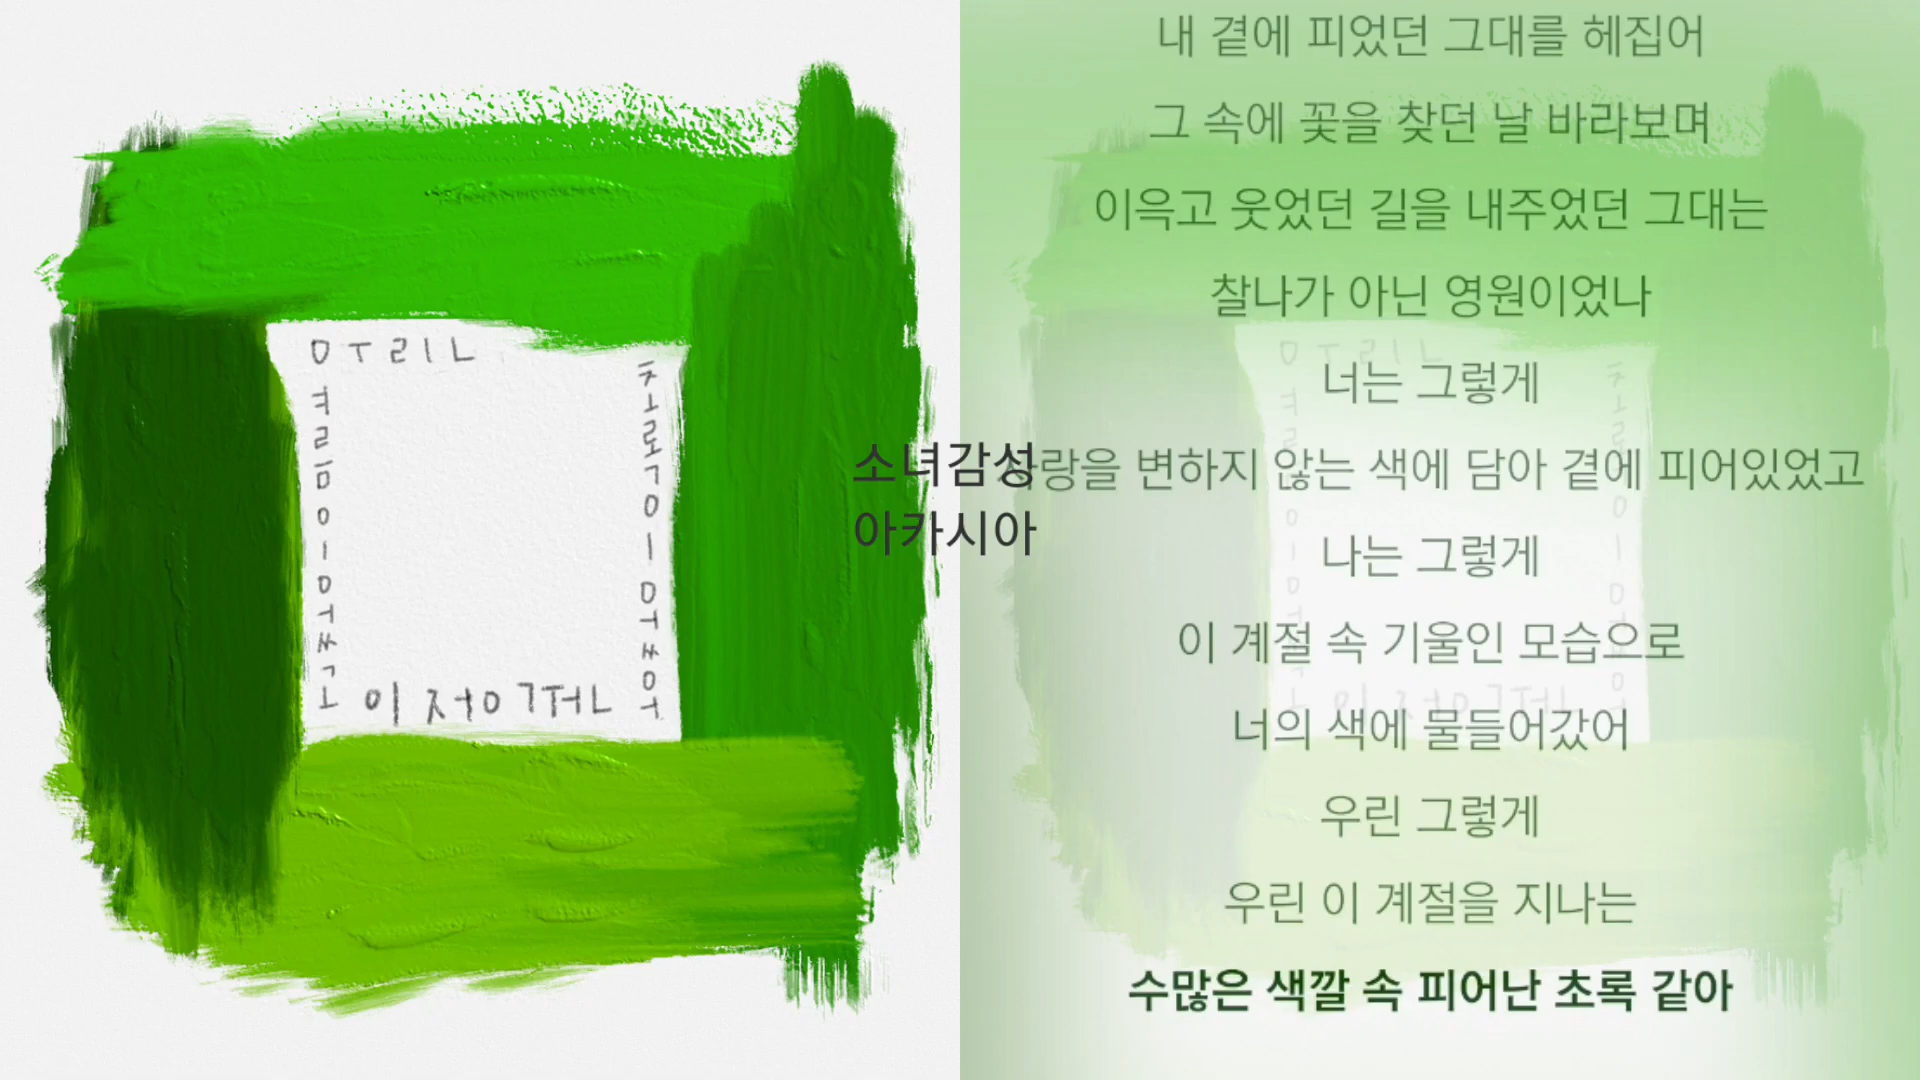 ㅇㅜㄹㅣㄴ
소녀감성
아카시아
내 곁에 피었던 그대를 헤집어
그 속에 꽃을 찾던 날 바라보며
이윽고 웃었던 길을 내주었던 그대는
찰나가 아닌 영원이었나
너는 그렇게
사랑을 변하지 않는 색에 담아 곁에 피어있었고
나는 그렇게
이 계절 속 기울인 모습으로
너의 색에 물들어갔어
우린 그렇게
우린 이 계절을 지나는
수많은 색깔 속 피어난 초록 같아